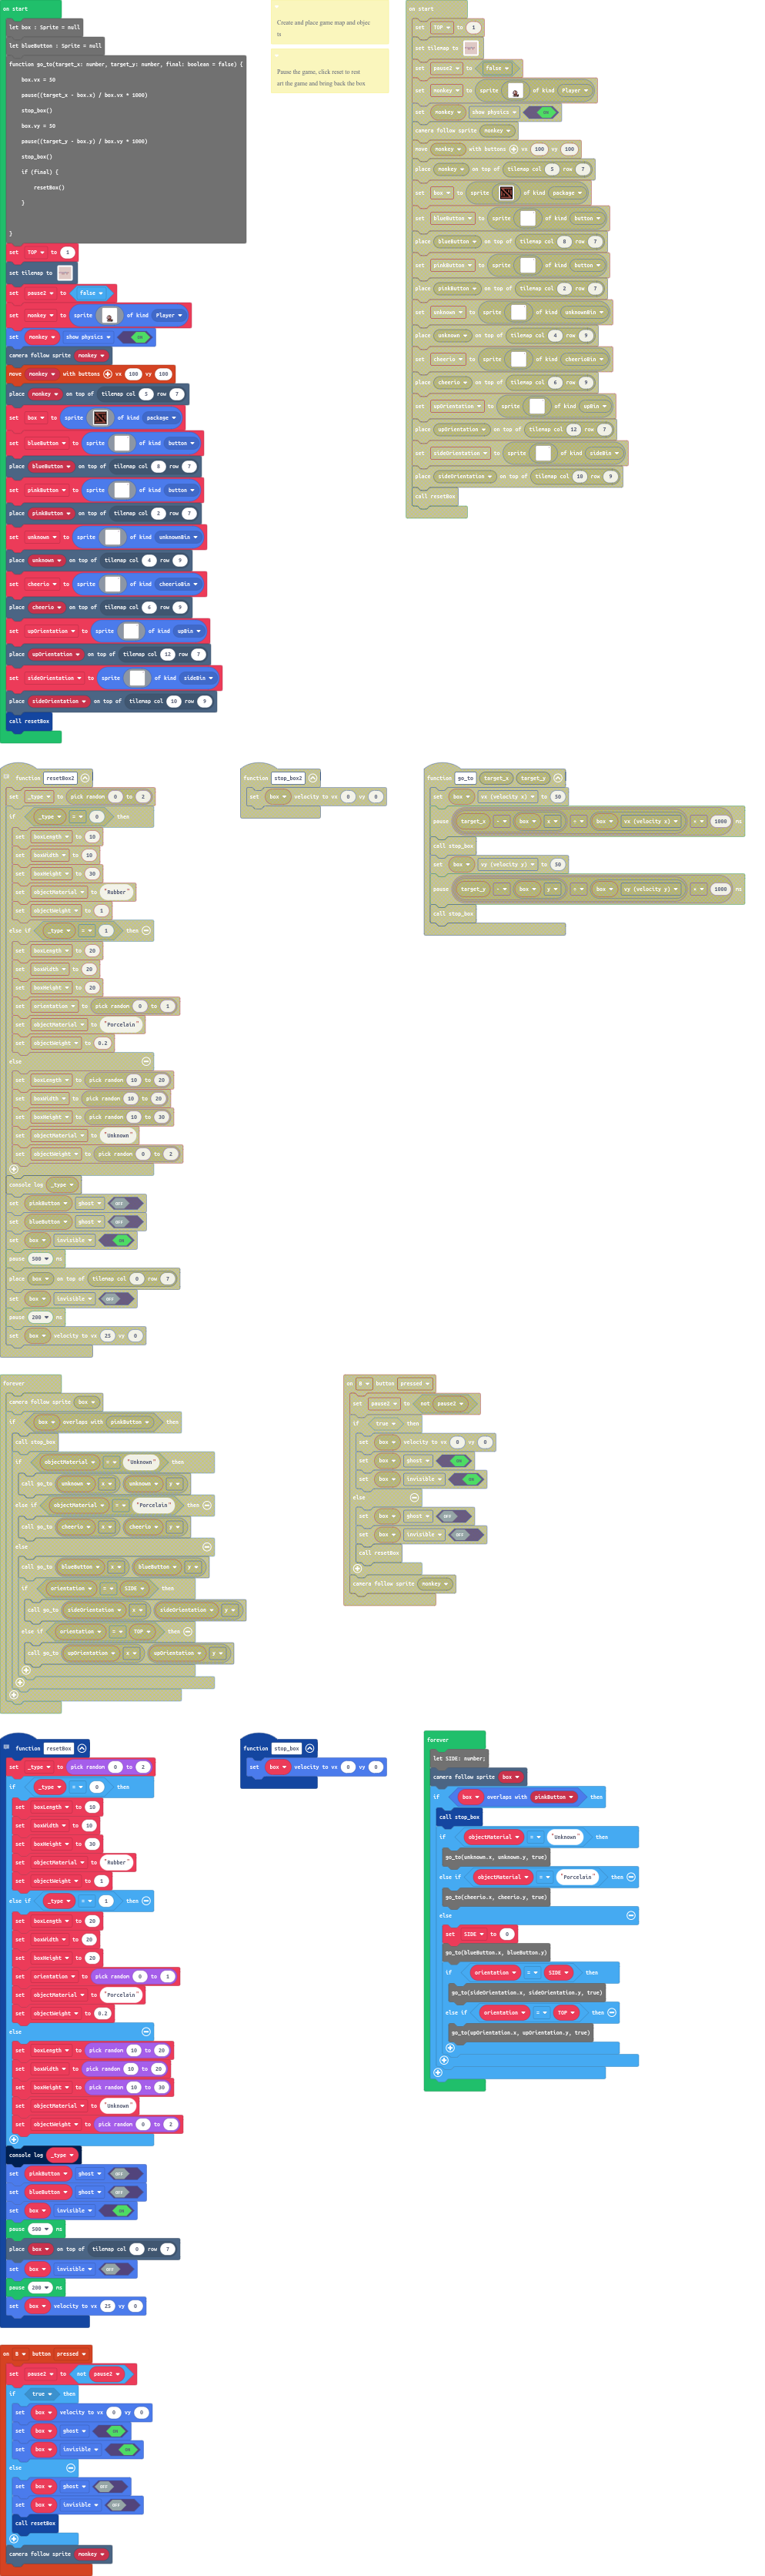 on start
let box : Sprite = null
let blueButton : Sprite = null
function go_to(target_x: number, target_y: number, final: boolean = false) {
box.vx = 50
pause((target_x - box.x) / box.vx * 1000)
stop_box()
box.vy = 50
pause((target_y - box.y) / box.vy * 1000)
stop_box()
if (final) {
resetBox()
}
}
set TOP to 1
set tilemap to
set pause2 to false
set monkey to sprite of kind Player
set monkey show physics ON
camera follow sprite monkey
move monkey with buttons vx 100 vy 100
place monkey on top of tilemap col 5 row 7
set box to sprite of kind package
set blueButton to sprite of kind button
place blueButton on top of tilemap col 8 row 7
set pinkButton to sprite of kind button
place pinkButton on top of tilemap col 2 row 7
set unknown to sprite of kind unknownBin
place unknown on top of tilemap col 4 row 9
set cheerio to sprite of kind cheerioBin
place cheerio on top of tilemap col 6 row 9
set upOrientation to sprite of kind upBin
place upOrientation on top of tilemap col 12 row 7
set sideOrientation to sprite of kind sideBin
place sideOrientation on top of tilemap col 10 row 9
call resetBox
Create and place game map and objec
ts
Pause the game, click reset to rest
art the game and bring back the box
on start
set TOP to 1
set tilemap to
set pause2 to false
set monkey to sprite of kind Player
set monkey show physics ON
camera follow sprite monkey
move monkey with buttons vx 100 vy 100
place monkey on top of tilemap col 5 row 7
set box to sprite of kind package
set blueButton to sprite of kind button
place blueButton on top of tilemap col 8 row 7
set pinkButton to sprite of kind button
place pinkButton on top of tilemap col 2 row 7
set unknown to sprite of kind unknownBin
place unknown on top of tilemap col 4 row 9
set cheerio to sprite of kind cheerioBin
place cheerio on top of tilemap col 6 row 9
set upOrientation to sprite of kind upBin
place upOrientation on top of tilemap col 12 row 7
set sideOrientation to sprite of kind sideBin
place sideOrientation on top of tilemap col 10 row 9
call resetBox
function resetBox2
set _type to pick random 0 to 2
if _type = 0 then
set boxLength to 10
set boxWidth to 10
set boxHeight to 30
set objectMaterial to "Rubber"
set objectWeight to 1
else if _type = 1 then
set boxLength to 20
set boxWidth to 20
set boxHeight to 20
set orientation to pick random 0 to 1
set objectMaterial to "Porcelain"
set objectWeight to 0.2
else
set boxLength to pick random 10 to 20
set boxWidth to pick random 10 to 20
set boxHeight to pick random 10 to 30
set objectMaterial to "Unknown"
set objectWeight to pick random 0 to 2
console log _type
set pinkButton ghost OFF
set blueButton ghost OFF
set box invisible ON
pause 500 ms
place box on top of tilemap col 0 row 7
set box invisible OFF
pause 200 ms
set box velocity to vx 25 vy 0
function stop_box2
set box velocity to vx 0 vy 0
function go_to target_x target_y
set box vx (velocity x) to 50
pause target_x - box x ÷ box vx (velocity x) × 1000 ms
call stop_box
set box vy (velocity y) to 50
pause target_y - box y ÷ box vy (velocity y) × 1000 ms
call stop_box
forever
camera follow sprite box
if box overlaps with pinkButton then
call stop_box
if objectMaterial = "Unknown" then
call go_to unknown x unknown y
else if objectMaterial = "Porcelain" then
call go_to cheerio x cheerio y
else
call go_to blueButton x blueButton y
if orientation = SIDE then
call go_to sideOrientation x sideOrientation y
else if orientation = TOP then
call go_to upOrientation x upOrientation y
on B button pressed
set pause2 to not pause2
if true then
set box velocity to vx 0 vy 0
set box ghost ON
set box invisible ON
else
set box ghost OFF
set box invisible OFF
call resetBox
camera follow sprite monkey
function resetBox
set _type to pick random 0 to 2
if _type = 0 then
set boxLength to 10
set boxWidth to 10
set boxHeight to 30
set objectMaterial to "Rubber"
set objectWeight to 1
else if _type = 1 then
set boxLength to 20
set boxWidth to 20
set boxHeight to 20
set orientation to pick random 0 to 1
set objectMaterial to "Porcelain"
set objectWeight to 0.2
else
set boxLength to pick random 10 to 20
set boxWidth to pick random 10 to 20
set boxHeight to pick random 10 to 30
set objectMaterial to "Unknown"
set objectWeight to pick random 0 to 2
console log _type
set pinkButton ghost OFF
set blueButton ghost OFF
set box invisible ON
pause 500 ms
place box on top of tilemap col 0 row 7
set box invisible OFF
pause 200 ms
set box velocity to vx 25 vy 0
function stop_box
set box velocity to vx 0 vy 0
forever
let SIDE: number;
camera follow sprite box
if box overlaps with pinkButton then
call stop_box
if objectMaterial = "Unknown" then
go_to(unknown.x, unknown.y, true)
else if objectMaterial = "Porcelain" then
go_to(cheerio.x, cheerio.y, true)
else
set SIDE to 0
go_to(blueButton.x, blueButton.y)
if orientation = SIDE then
go_to(sideOrientation.x, sideOrientation.y, true)
else if orientation = TOP then
go_to(upOrientation.x, upOrientation.y, true)
on B button pressed
set pause2 to not pause2
if true then
set box velocity to vx 0 vy 0
set box ghost ON
set box invisible ON
else
set box ghost OFF
set box invisible OFF
call resetBox
camera follow sprite monkey